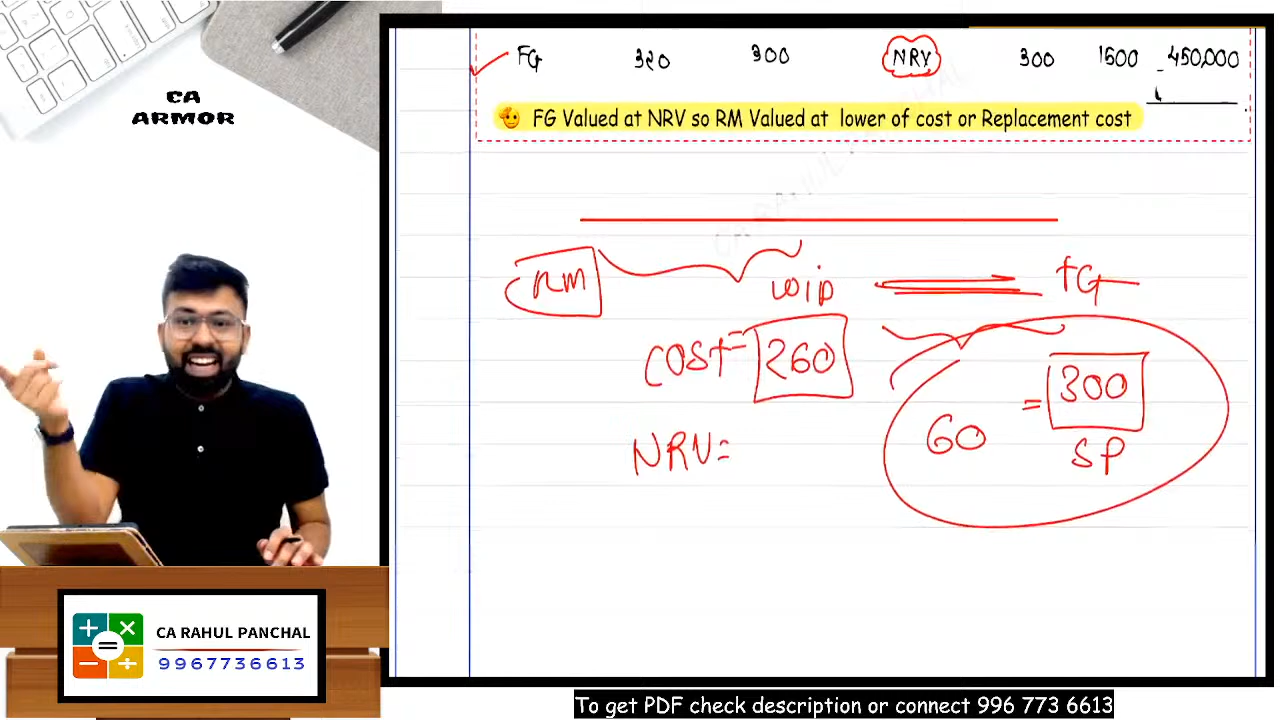 CA
ARMOR
FG 320 300 NRV 300 1500 450,000
FG Valued at NRV so RM Valued at lower of cost or Replacement cost
RM WIP FG
COST= 260
60 = 300
NRV= SP
CA RAHUL PANCHAL
9967736613
To get PDF check description or connect 996 773 6613